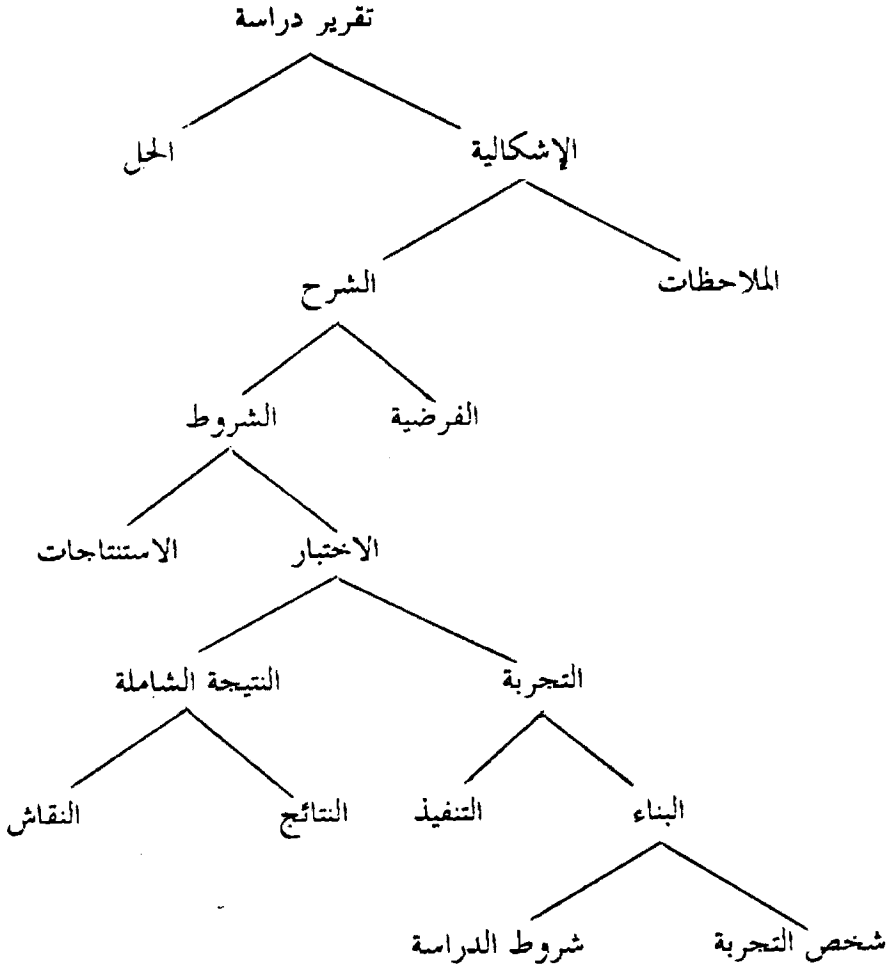 تقرير دراسة
الإشكالية
الحل
الملاحظات
الشرح
الفرضية
الشروط
الاختبار
الاستنتاجات
التجربة
النتيجة الشاملة
البناء
التنفيذ
النتائج
النقاش
شخص التجربة
شروط الدراسة